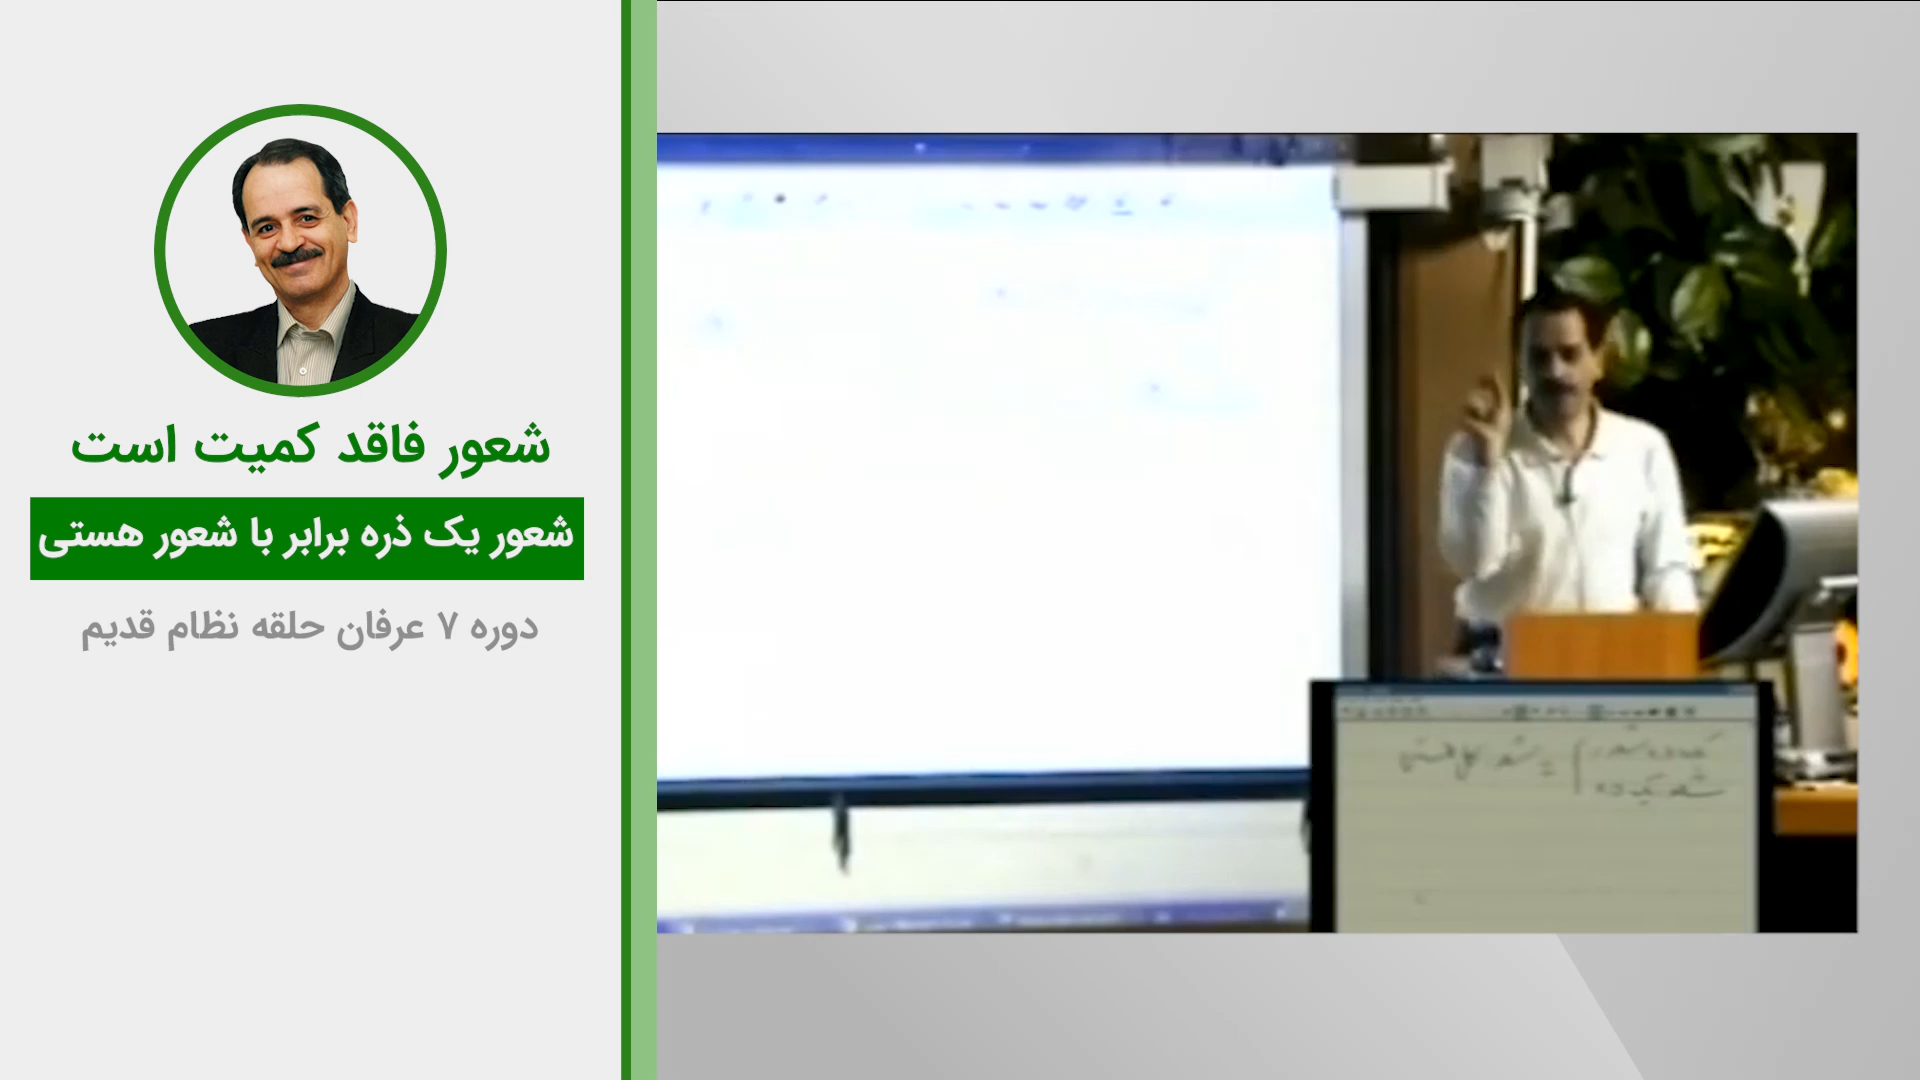 شعور فاقد کمیت است
شعور یک ذره برابر با شعور هستی
دوره ۷ عرفان حلقه نظام قدیم